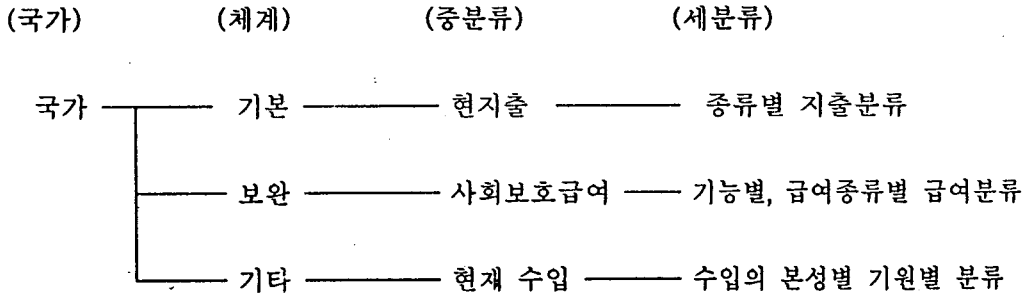 (국가) (체계) (중분류) (세분류)
국가 기본 현지출 종류별 지출분류
보완 사회보호급여 기능별, 급여종류별 급여분류
기타 현재 수입 수입의 본성별 기원별 분류